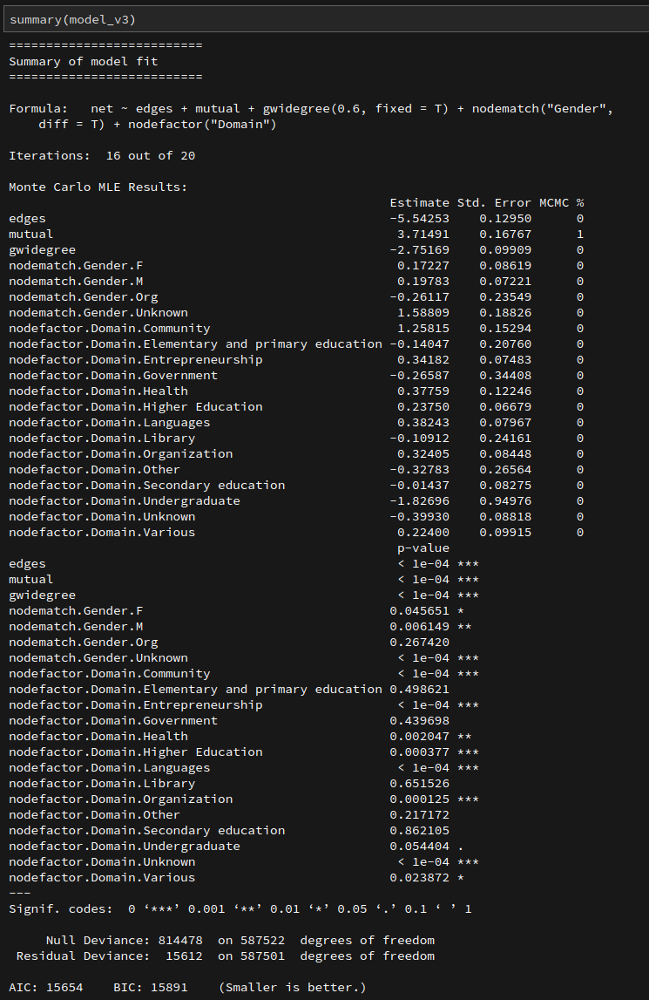 summary(model_v3)
==========================
Summary of model fit
==========================
Formula:   net ~ edges + mutual + gwidegree(0.6, fixed = T) + nodematch("Gender",
    diff = T) + nodefactor("Domain")
Iterations:  16 out of 20
Monte Carlo MLE Results:
                                                     Estimate Std. Error MCMC %
edges                                                -5.54253    0.12950      0
mutual                                                3.71491    0.16767      1
gwidegree                                            -2.75169    0.09909      0
nodematch.Gender.F                                    0.17227    0.08619      0
nodematch.Gender.M                                    0.19783    0.07221      0
nodematch.Gender.Org                                 -0.26117    0.23549      0
nodematch.Gender.Unknown                              1.58809    0.18826      0
nodefactor.Domain.Community                           1.25815    0.15294      0
nodefactor.Domain.Elementary and primary education -0.14047    0.20760      0
nodefactor.Domain.Entrepreneurship                    0.34182    0.07483      0
nodefactor.Domain.Government                         -0.26587    0.34408      0
nodefactor.Domain.Health                              0.37759    0.12246      0
nodefactor.Domain.Higher Education                    0.23750    0.06679      0
nodefactor.Domain.Languages                           0.38243    0.07967      0
nodefactor.Domain.Library                            -0.10912    0.24161      0
nodefactor.Domain.Organization                        0.32405    0.08448      0
nodefactor.Domain.Other                              -0.32783    0.26564      0
nodefactor.Domain.Secondary education                -0.01437    0.08275      0
nodefactor.Domain.Undergraduate                      -1.82696    0.94976      0
nodefactor.Domain.Unknown                            -0.39930    0.08818      0
nodefactor.Domain.Various                             0.22400    0.09915      0
                                                     p-value
edges                                                 < 1e-04 ***
mutual                                                < 1e-04 ***
gwidegree                                             < 1e-04 ***
nodematch.Gender.F                                   0.045651 *
nodematch.Gender.M                                   0.006149 **
nodematch.Gender.Org                                 0.267420
nodematch.Gender.Unknown                              < 1e-04 ***
nodefactor.Domain.Community                           < 1e-04 ***
nodefactor.Domain.Elementary and primary education 0.498621
nodefactor.Domain.Entrepreneurship                    < 1e-04 ***
nodefactor.Domain.Government                         0.439698
nodefactor.Domain.Health                             0.002047 **
nodefactor.Domain.Higher Education                   0.000377 ***
nodefactor.Domain.Languages                           < 1e-04 ***
nodefactor.Domain.Library                            0.651526
nodefactor.Domain.Organization                       0.000125 ***
nodefactor.Domain.Other                              0.217172
nodefactor.Domain.Secondary education                0.862105
nodefactor.Domain.Undergraduate                      0.054404 .
nodefactor.Domain.Unknown                             < 1e-04 ***
nodefactor.Domain.Various                            0.023872 *
---
Signif. codes:  0 ‘***’ 0.001 ‘**’ 0.01 ‘*’ 0.05 ‘.’ 0.1 ‘ ’ 1
     Null Deviance: 814478  on 587522  degrees of freedom
 Residual Deviance:  15612  on 587501  degrees of freedom
AIC: 15654    BIC: 15891    (Smaller is better.)